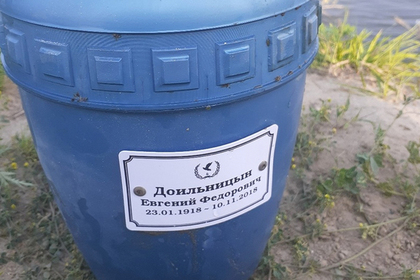 Доильницын
Евгений Федорович
23.01.1918 – 10.11.2018